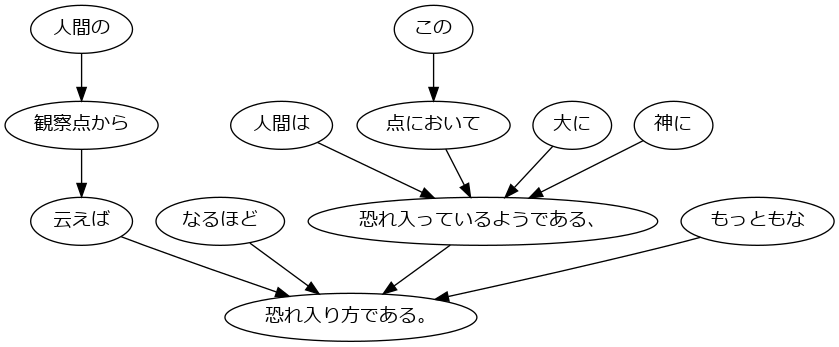 人間の
この
観察点から
人間は
点において
大に
神に
云えば
なるほど
恐れ入っているようである、
もっともな
恐れ入り方である。